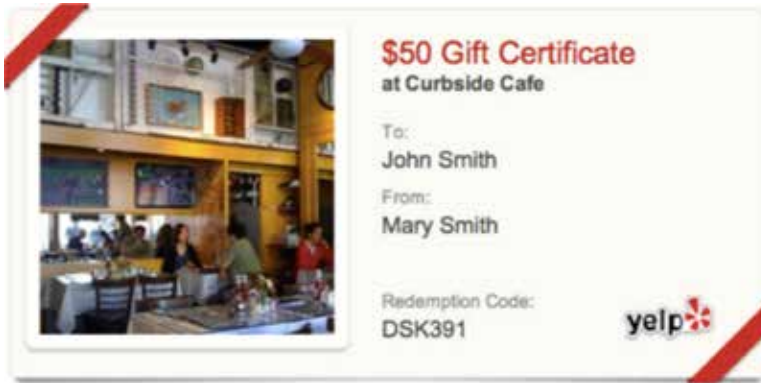 $50 Gift Certificate
at Curbside Cafe
To:
John Smith
From:
Mary Smith
Redemption Code:
DSK391
yelp